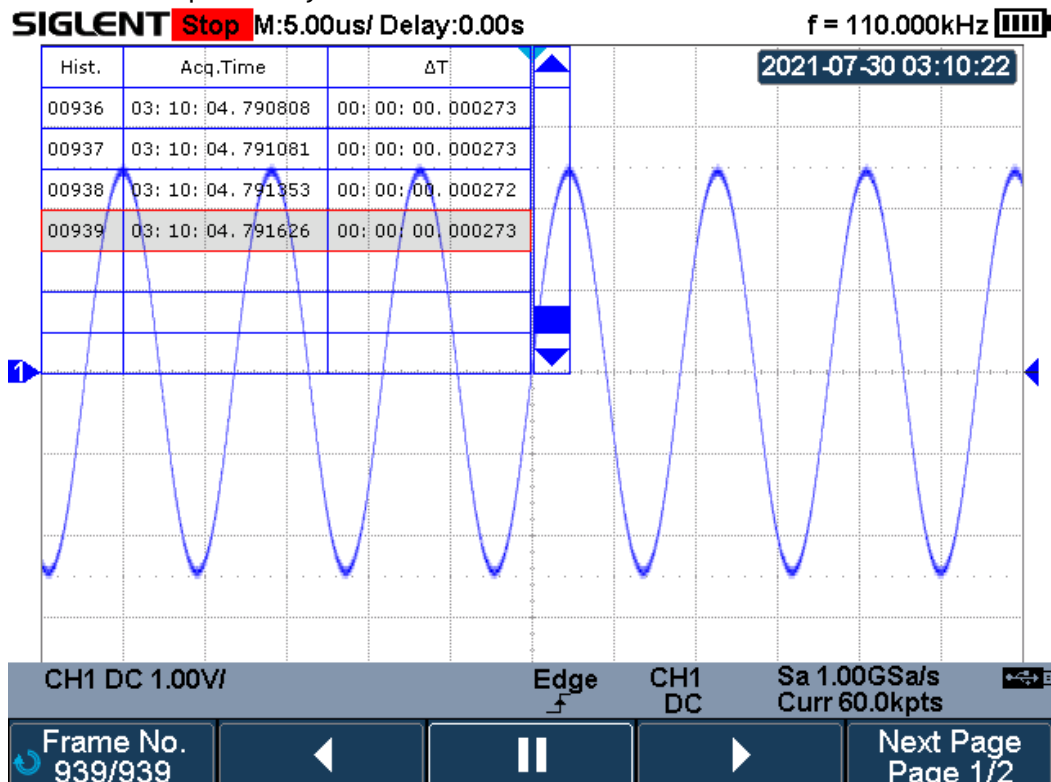 SIGLENT Stop M:5.00us/ Delay:0.00s f = 110.000kHz
2021-07-30 03:10:22
Hist. Acq.Time ΔT
00936 03: 10: 04. 790808 00: 00: 00. 000273
00937 03: 10: 04. 791081 00: 00: 00. 000273
00938 03: 10: 04. 791353 00: 00: 00. 000272
00939 03: 10: 04. 791626 00: 00: 00. 000273
1
CH1 DC 1.00V/ Edge CH1 Sa 1.00GSa/s
DC Curr 60.0kpts
Frame No. Next Page
939/939 Page 1/2